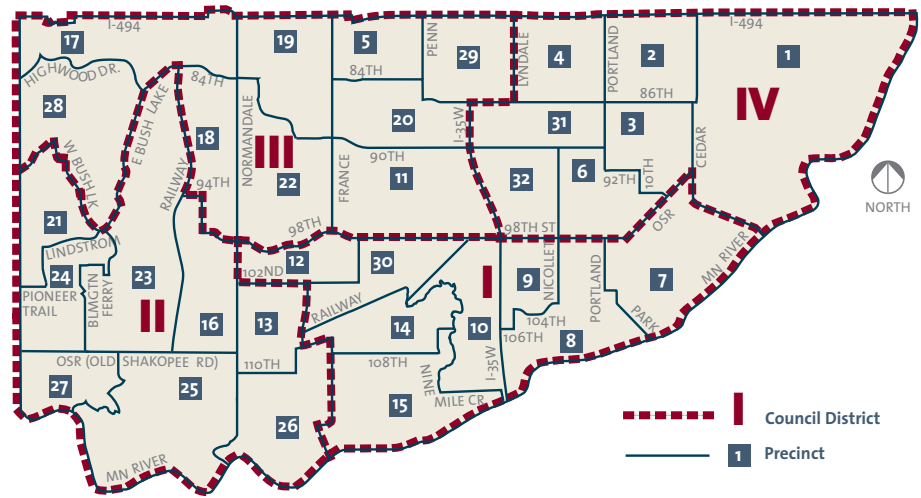 I-494
17
19
5
PENN
29
LYNDALE
4
PORTLAND
2
I-494
1
HIGHWOOD DR.
84TH
84TH
86TH
28
E BUSH LAKE
NORMANDALE
20
I-35W
31
3
IV
CEDAR
18
III
W BUSH LK
RAILWAY
94TH
22
FRANCE
90TH
11
32
6
92TH
10TH
NORTH
21
98TH
98TH ST
OSR
LINDSTROM
12
102ND
30
I
NICOLLET
MN RIVER
24
23
9
PORTLAND
7
PIONEER
TRAIL
BLMGTN
FERRY
II
16
13
RAILWAY
14
10
104TH
106TH
PARK
8
OSR (OLD SHAKOPEE RD)
110TH
108TH
I-35W
27
25
NINE
MILE CR.
15
26
MN RIVER
I Council District
1 Precinct